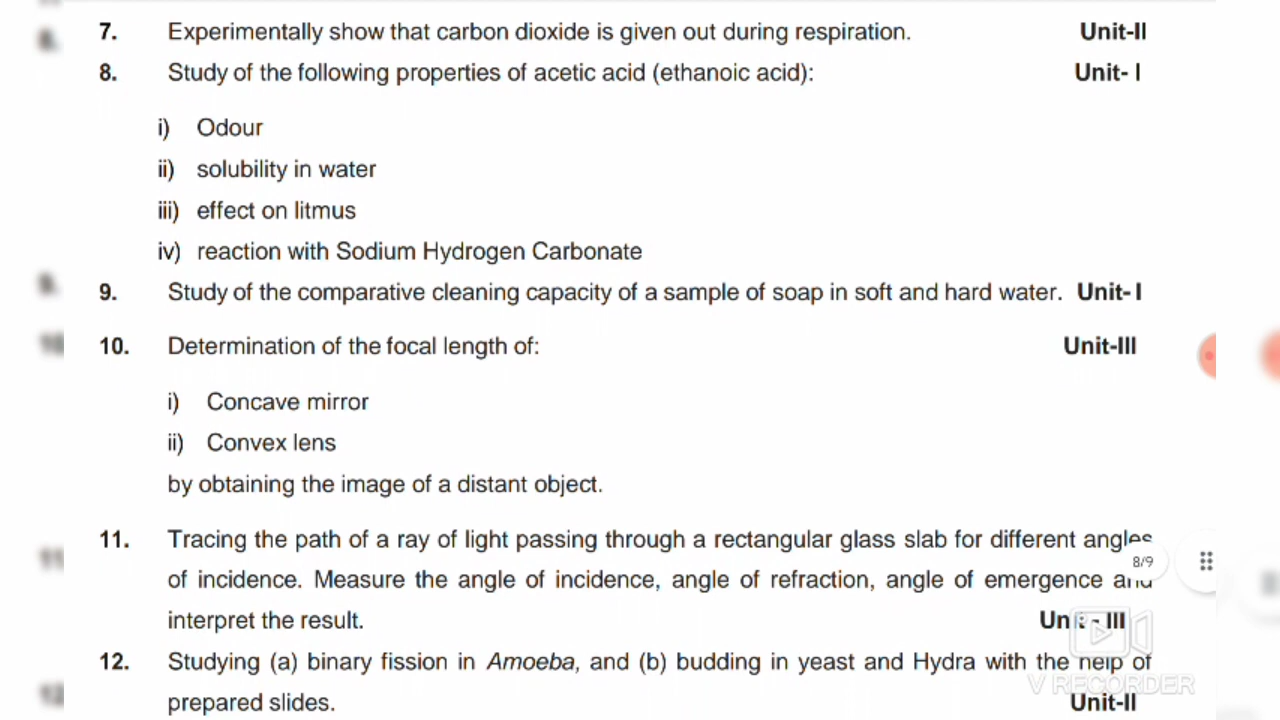 7. Experimentally show that carbon dioxide is given out during respiration. Unit-II
8. Study of the following properties of acetic acid (ethanoic acid): Unit- I
i) Odour
ii) solubility in water
iii) effect on litmus
iv) reaction with Sodium Hydrogen Carbonate
9. Study of the comparative cleaning capacity of a sample of soap in soft and hard water. Unit- I
10. Determination of the focal length of: Unit-III
i) Concave mirror
ii) Convex lens
by obtaining the image of a distant object.
11. Tracing the path of a ray of light passing through a rectangular glass slab for different angles
8/9
of incidence. Measure the angle of incidence, angle of refraction, angle of emergence and
interpret the result. Unit - III
12. Studying (a) binary fission in Amoeba, and (b) budding in yeast and Hydra with the help of
V RECORDER
prepared slides. Unit-II